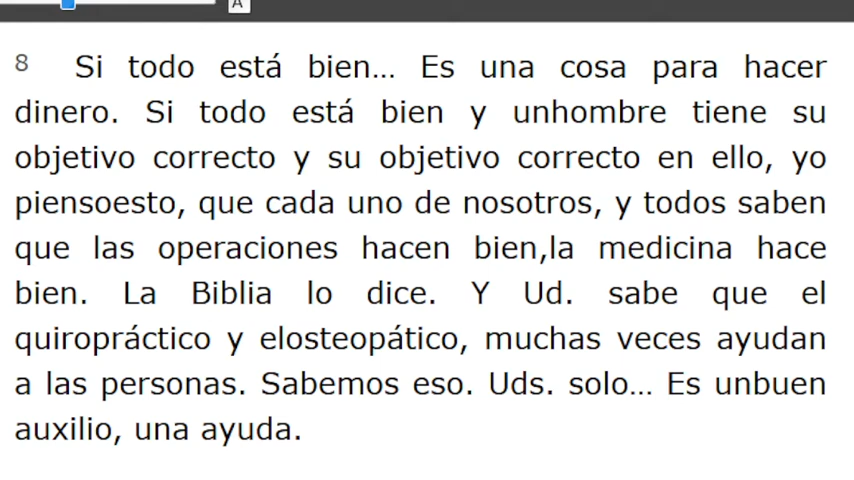 A
8 Si todo está bien... Es una cosa para hacer
dinero. Si todo está bien y unhombre tiene su
objetivo correcto y su objetivo correcto en ello, yo
piensoesto, que cada uno de nosotros, y todos saben
que las operaciones hacen bien,la medicina hace
bien. La Biblia lo dice. Y Ud. sabe que el
quiropráctico y elosteopático, muchas veces ayudan
a las personas. Sabemos eso. Uds. solo... Es unbuen
auxilio, una ayuda.